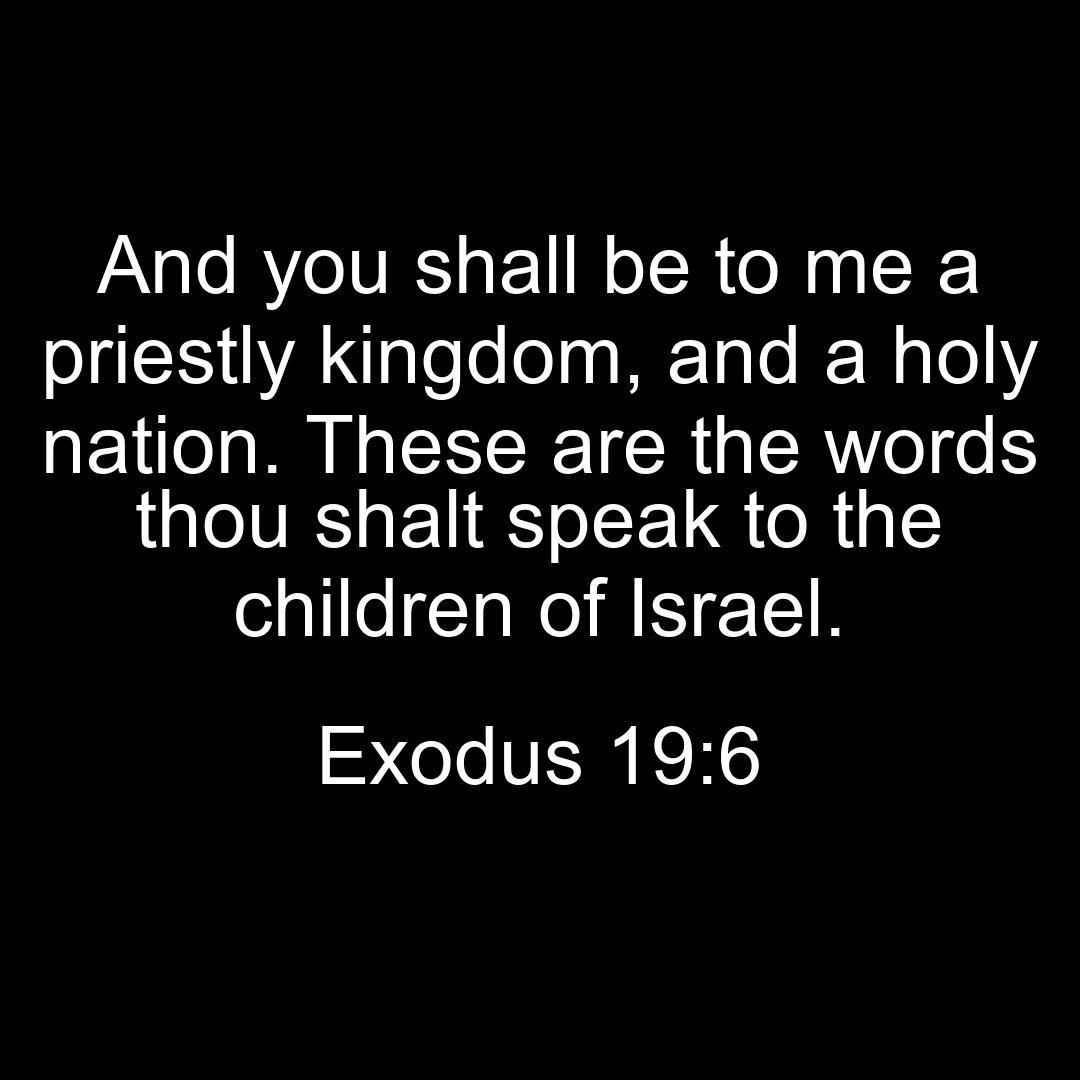 And you shall be to me a
priestly kingdom, and a holy
nation. These are the words
thou shalt speak to the
children of Israel.
Exodus 19:6